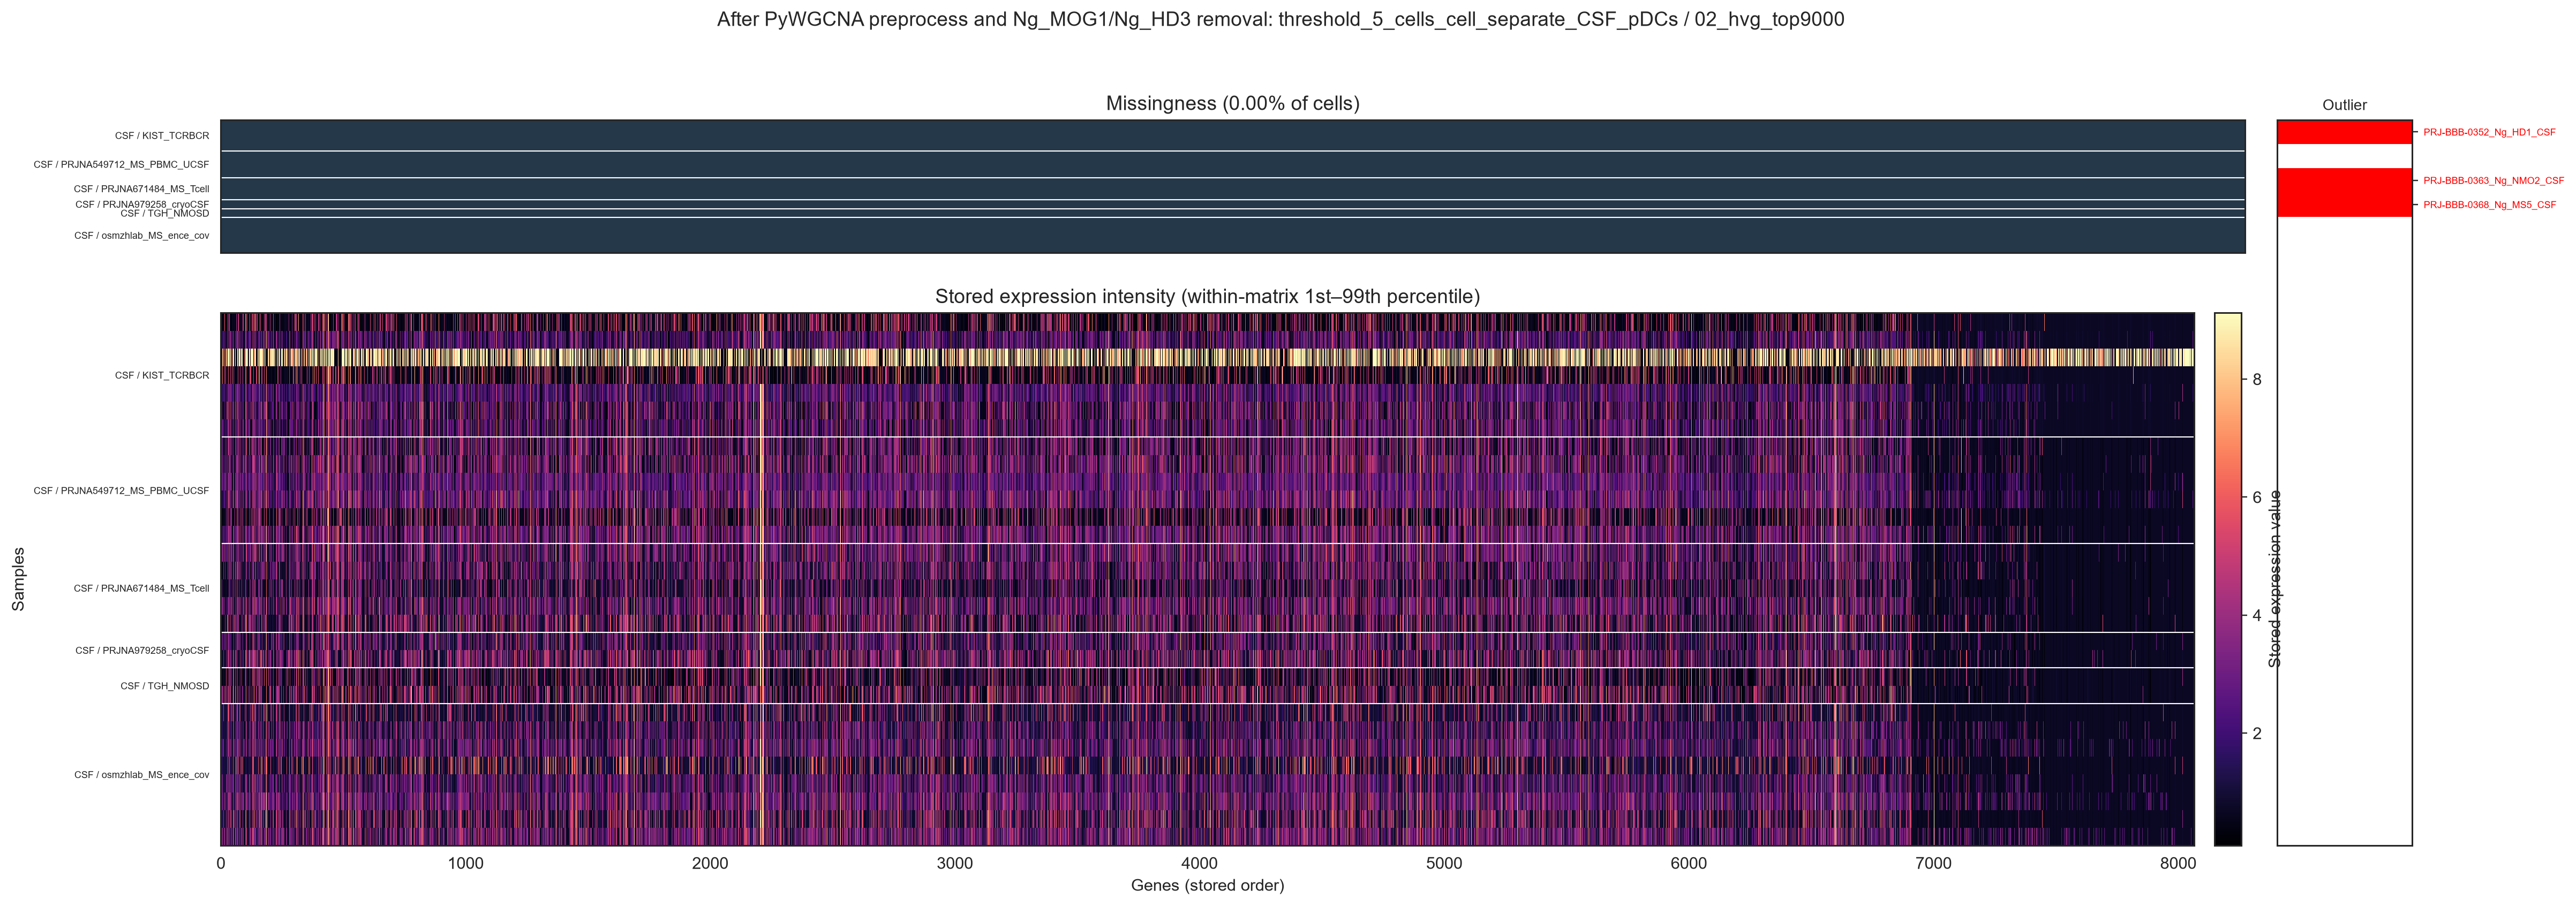 After PyWGCNA preprocess and Ng_MOG1/Ng_HD3 removal: threshold_5_cells_cell_separate_CSF_pDCs / 02_hvg_top9000
Missingness (0.00% of cells)
Outlier
CSF / KIST_TCRBCR
CSF / PRJNA549712_MS_PBMC_UCSF
CSF / PRJNA671484_MS_Tcell
CSF / PRJNA979258_cryoCSF
CSF / TGH_NMOSD
CSF / osmzhlab_MS_ence_cov
PRJ-BBB-0352_Ng_HD1_CSF
PRJ-BBB-0363_Ng_NMO2_CSF
PRJ-BBB-0368_Ng_MS5_CSF
Stored expression intensity (within-matrix 1st–99th percentile)
Samples
CSF / KIST_TCRBCR
CSF / PRJNA549712_MS_PBMC_UCSF
CSF / PRJNA671484_MS_Tcell
CSF / PRJNA979258_cryoCSF
CSF / TGH_NMOSD
CSF / osmzhlab_MS_ence_cov
8
6
4
2
Stored expression value
0 1000 2000 3000 4000 5000 6000 7000 8000
Genes (stored order)